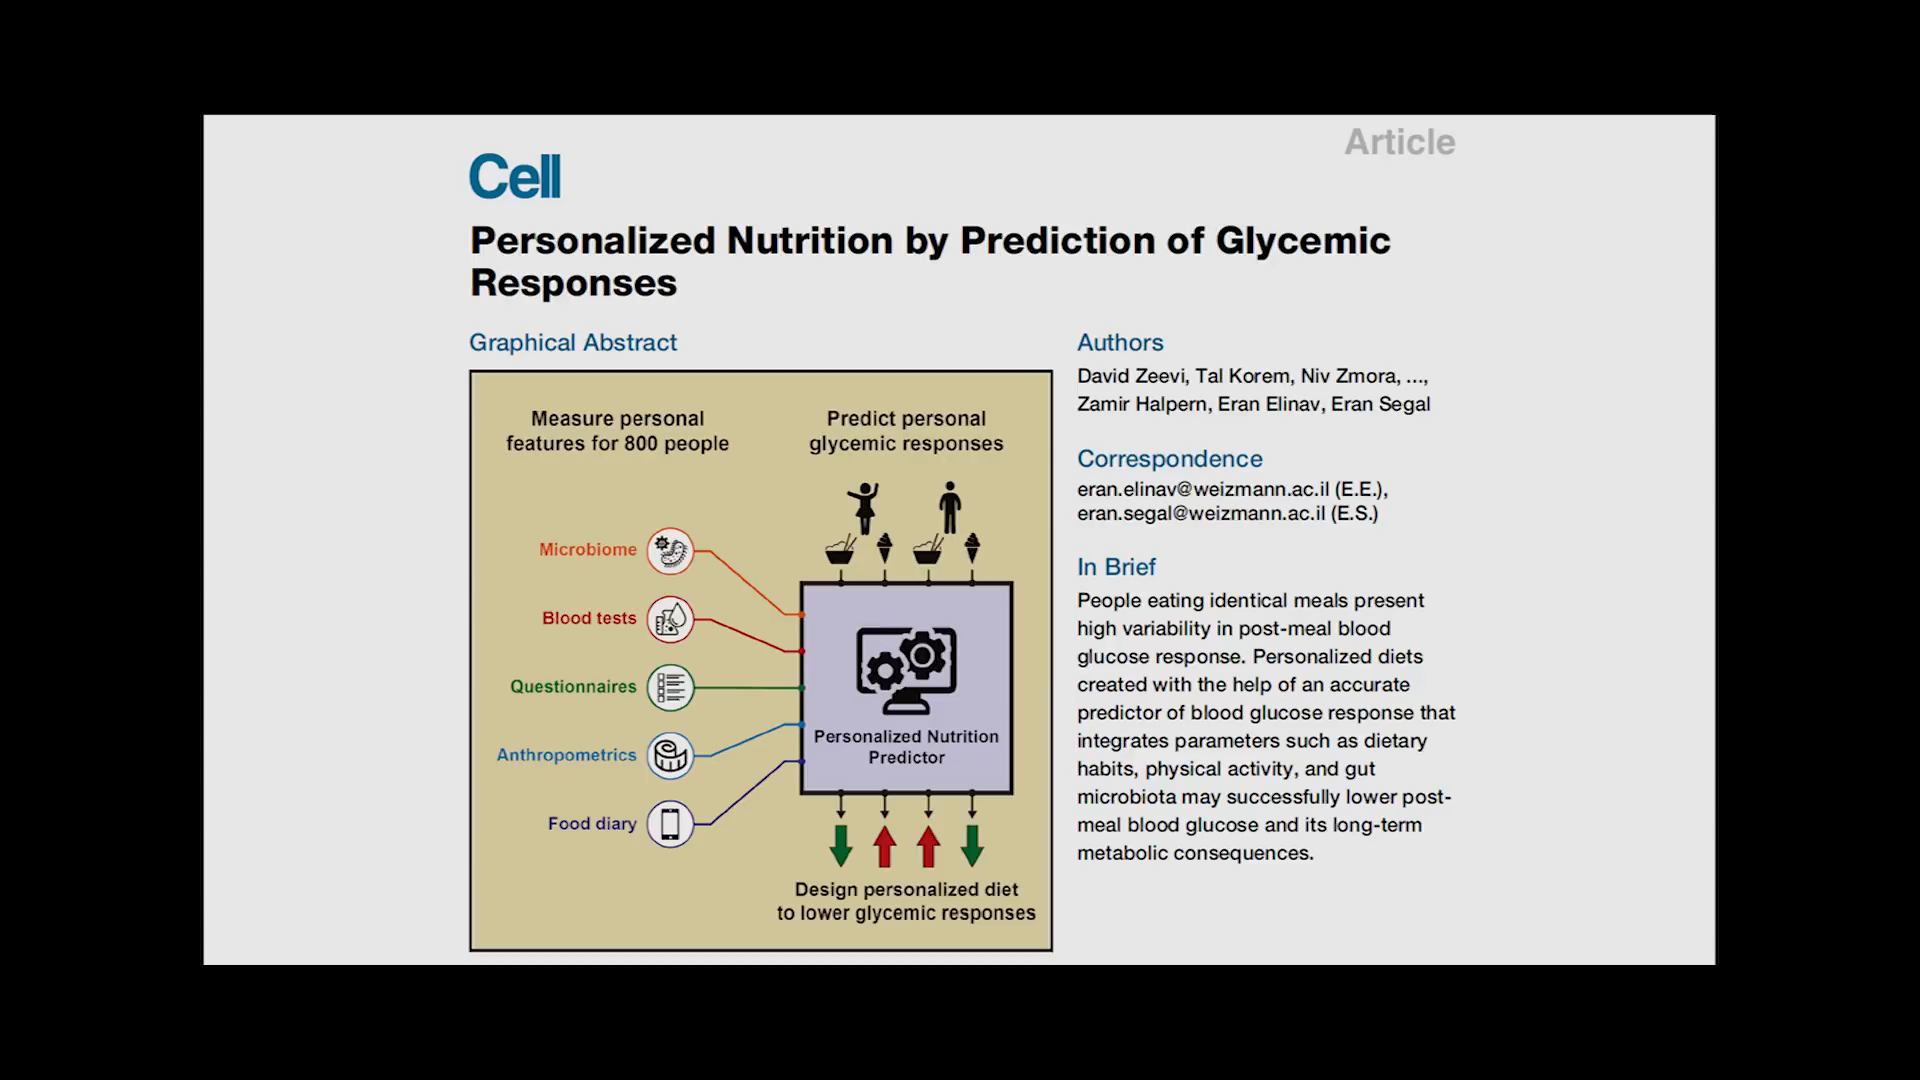 Article
Cell
Personalized Nutrition by Prediction of Glycemic
Responses
Graphical Abstract
Measure personal
features for 800 people
Predict personal
glycemic responses
Microbiome
Blood tests
Questionnaires
Anthropometrics
Food diary
Personalized Nutrition
Predictor
Design personalized diet
to lower glycemic responses
Authors
David Zeevi, Tal Korem, Niv Zmora, ...,
Zamir Halpern, Eran Elinav, Eran Segal
Correspondence
eran.elinav@weizmann.ac.il (E.E.),
eran.segal@weizmann.ac.il (E.S.)
In Brief
People eating identical meals present
high variability in post-meal blood
glucose response. Personalized diets
created with the help of an accurate
predictor of blood glucose response that
integrates parameters such as dietary
habits, physical activity, and gut
microbiota may successfully lower post-
meal blood glucose and its long-term
metabolic consequences.